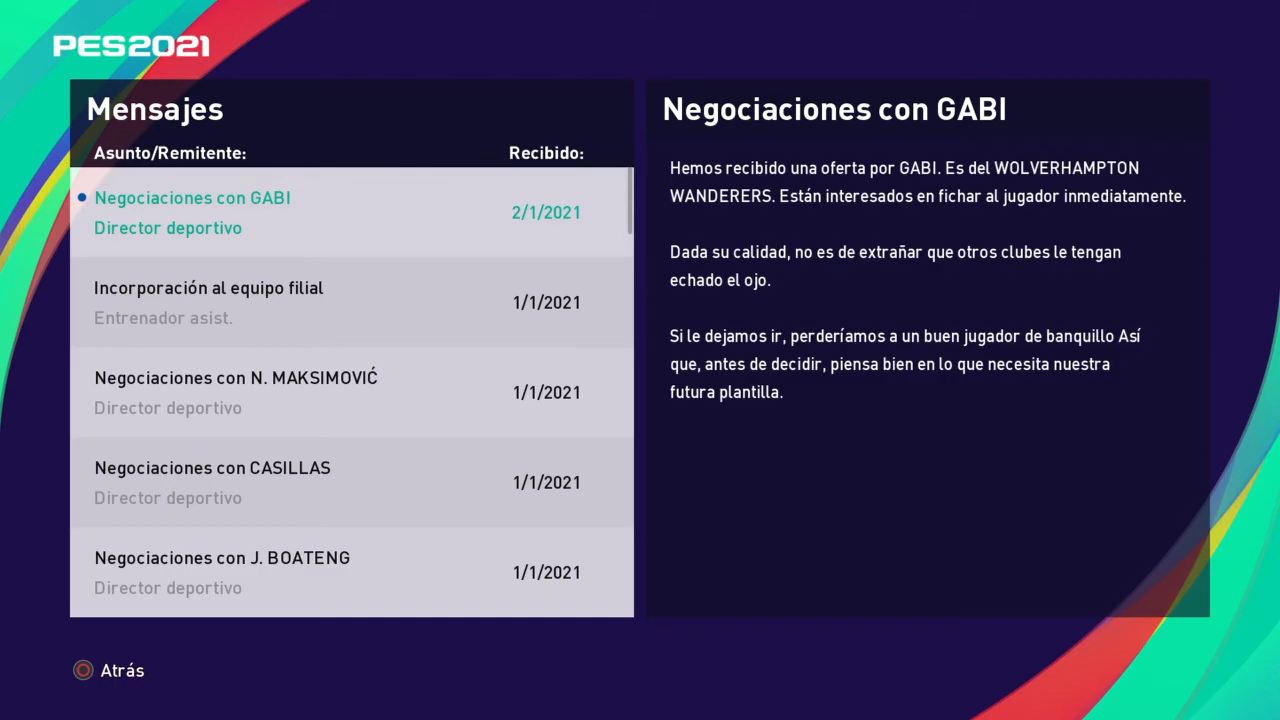 PES2021
Mensajes
Asunto/Remitente:
Recibido:
Negociaciones con GABI
Director deportivo
2/1/2021
Incorporación al equipo filial
Entrenador asist.
1/1/2021
Negociaciones con N. MAKSIMOVIĆ
Director deportivo
1/1/2021
Negociaciones con CASILLAS
Director deportivo
1/1/2021
Negociaciones con J. BOATENG
Director deportivo
1/1/2021
Negociaciones con GABI
Hemos recibido una oferta por GABI. Es del WOLVERHAMPTON
WANDERERS. Están interesados en fichar al jugador inmediatamente.
Dada su calidad, no es de extrañar que otros clubes le tengan
echado el ojo.
Si le dejamos ir, perderíamos a un buen jugador de banquillo Así
que, antes de decidir, piensa bien en lo que necesita nuestra
futura plantilla.
Atrás